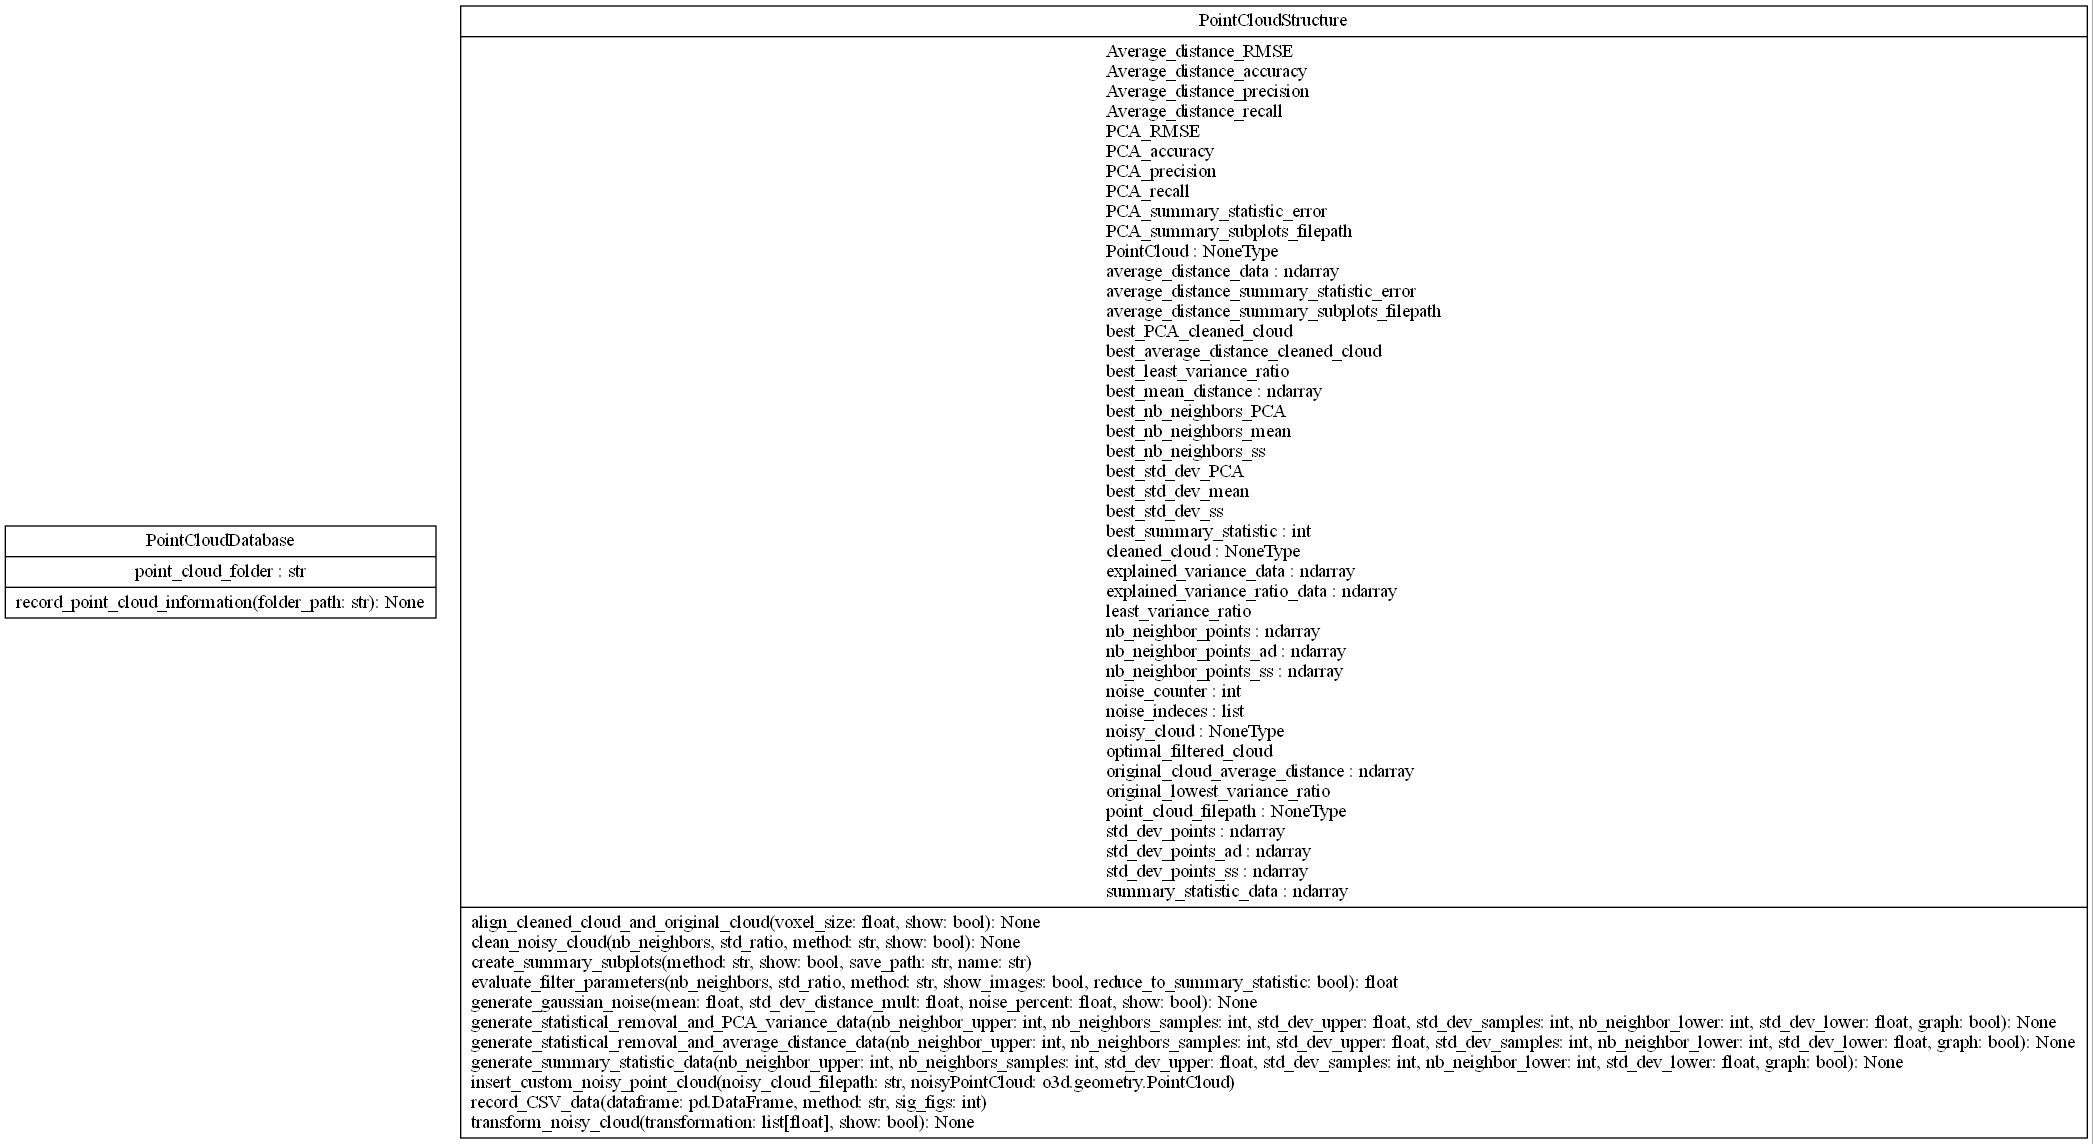 PointCloudDatabase
point_cloud_folder : str
record_point_cloud_information(folder_path: str): None
PointCloudStructure
Average_distance_RMSE
Average_distance_accuracy
Average_distance_precision
Average_distance_recall
PCA_RMSE
PCA_accuracy
PCA_precision
PCA_recall
PCA_summary_statistic_error
PCA_summary_subplots_filepath
PointCloud : NoneType
average_distance_data : ndarray
average_distance_summary_statistic_error
average_distance_summary_subplots_filepath
best_PCA_cleaned_cloud
best_average_distance_cleaned_cloud
best_least_variance_ratio
best_mean_distance : ndarray
best_nb_neighbors_PCA
best_nb_neighbors_mean
best_nb_neighbors_ss
best_std_dev_PCA
best_std_dev_mean
best_std_dev_ss
best_summary_statistic : int
cleaned_cloud : NoneType
explained_variance_data : ndarray
explained_variance_ratio_data : ndarray
least_variance_ratio
nb_neighbor_points : ndarray
nb_neighbor_points_ad : ndarray
nb_neighbor_points_ss : ndarray
noise_counter : int
noise_indeces : list
noisy_cloud : NoneType
optimal_filtered_cloud
original_cloud_average_distance : ndarray
original_lowest_variance_ratio
point_cloud_filepath : NoneType
std_dev_points : ndarray
std_dev_points_ad : ndarray
std_dev_points_ss : ndarray
summary_statistic_data : ndarray
align_cleaned_cloud_and_original_cloud(voxel_size: float, show: bool): None
clean_noisy_cloud(nb_neighbors, std_ratio, method: str, show: bool): None
create_summary_subplots(method: str, show: bool, save_path: str, name: str)
evaluate_filter_parameters(nb_neighbors, std_ratio, method: str, show_images: bool, reduce_to_summary_statistic: bool): float
generate_gaussian_noise(mean: float, std_dev_distance_mult: float, noise_percent: float, show: bool): None
generate_statistical_removal_and_PCA_variance_data(nb_neighbor_upper: int, nb_neighbors_samples: int, std_dev_upper: float, std_dev_samples: int, nb_neighbor_lower: int, std_dev_lower: float, graph: bool): None
generate_statistical_removal_and_average_distance_data(nb_neighbor_upper: int, nb_neighbors_samples: int, std_dev_upper: float, std_dev_samples: int, nb_neighbor_lower: int, std_dev_lower: float, graph: bool): None
generate_summary_statistic_data(nb_neighbor_upper: int, nb_neighbors_samples: int, std_dev_upper: float, std_dev_samples: int, nb_neighbor_lower: int, std_dev_lower: float, graph: bool): None
insert_custom_noisy_point_cloud(noisy_cloud_filepath: str, noisyPointCloud: o3d.geometry.PointCloud)
record_CSV_data(dataframe: pd.DataFrame, method: str, sig_figs: int)
transform_noisy_cloud(transformation: list[float], show: bool): None